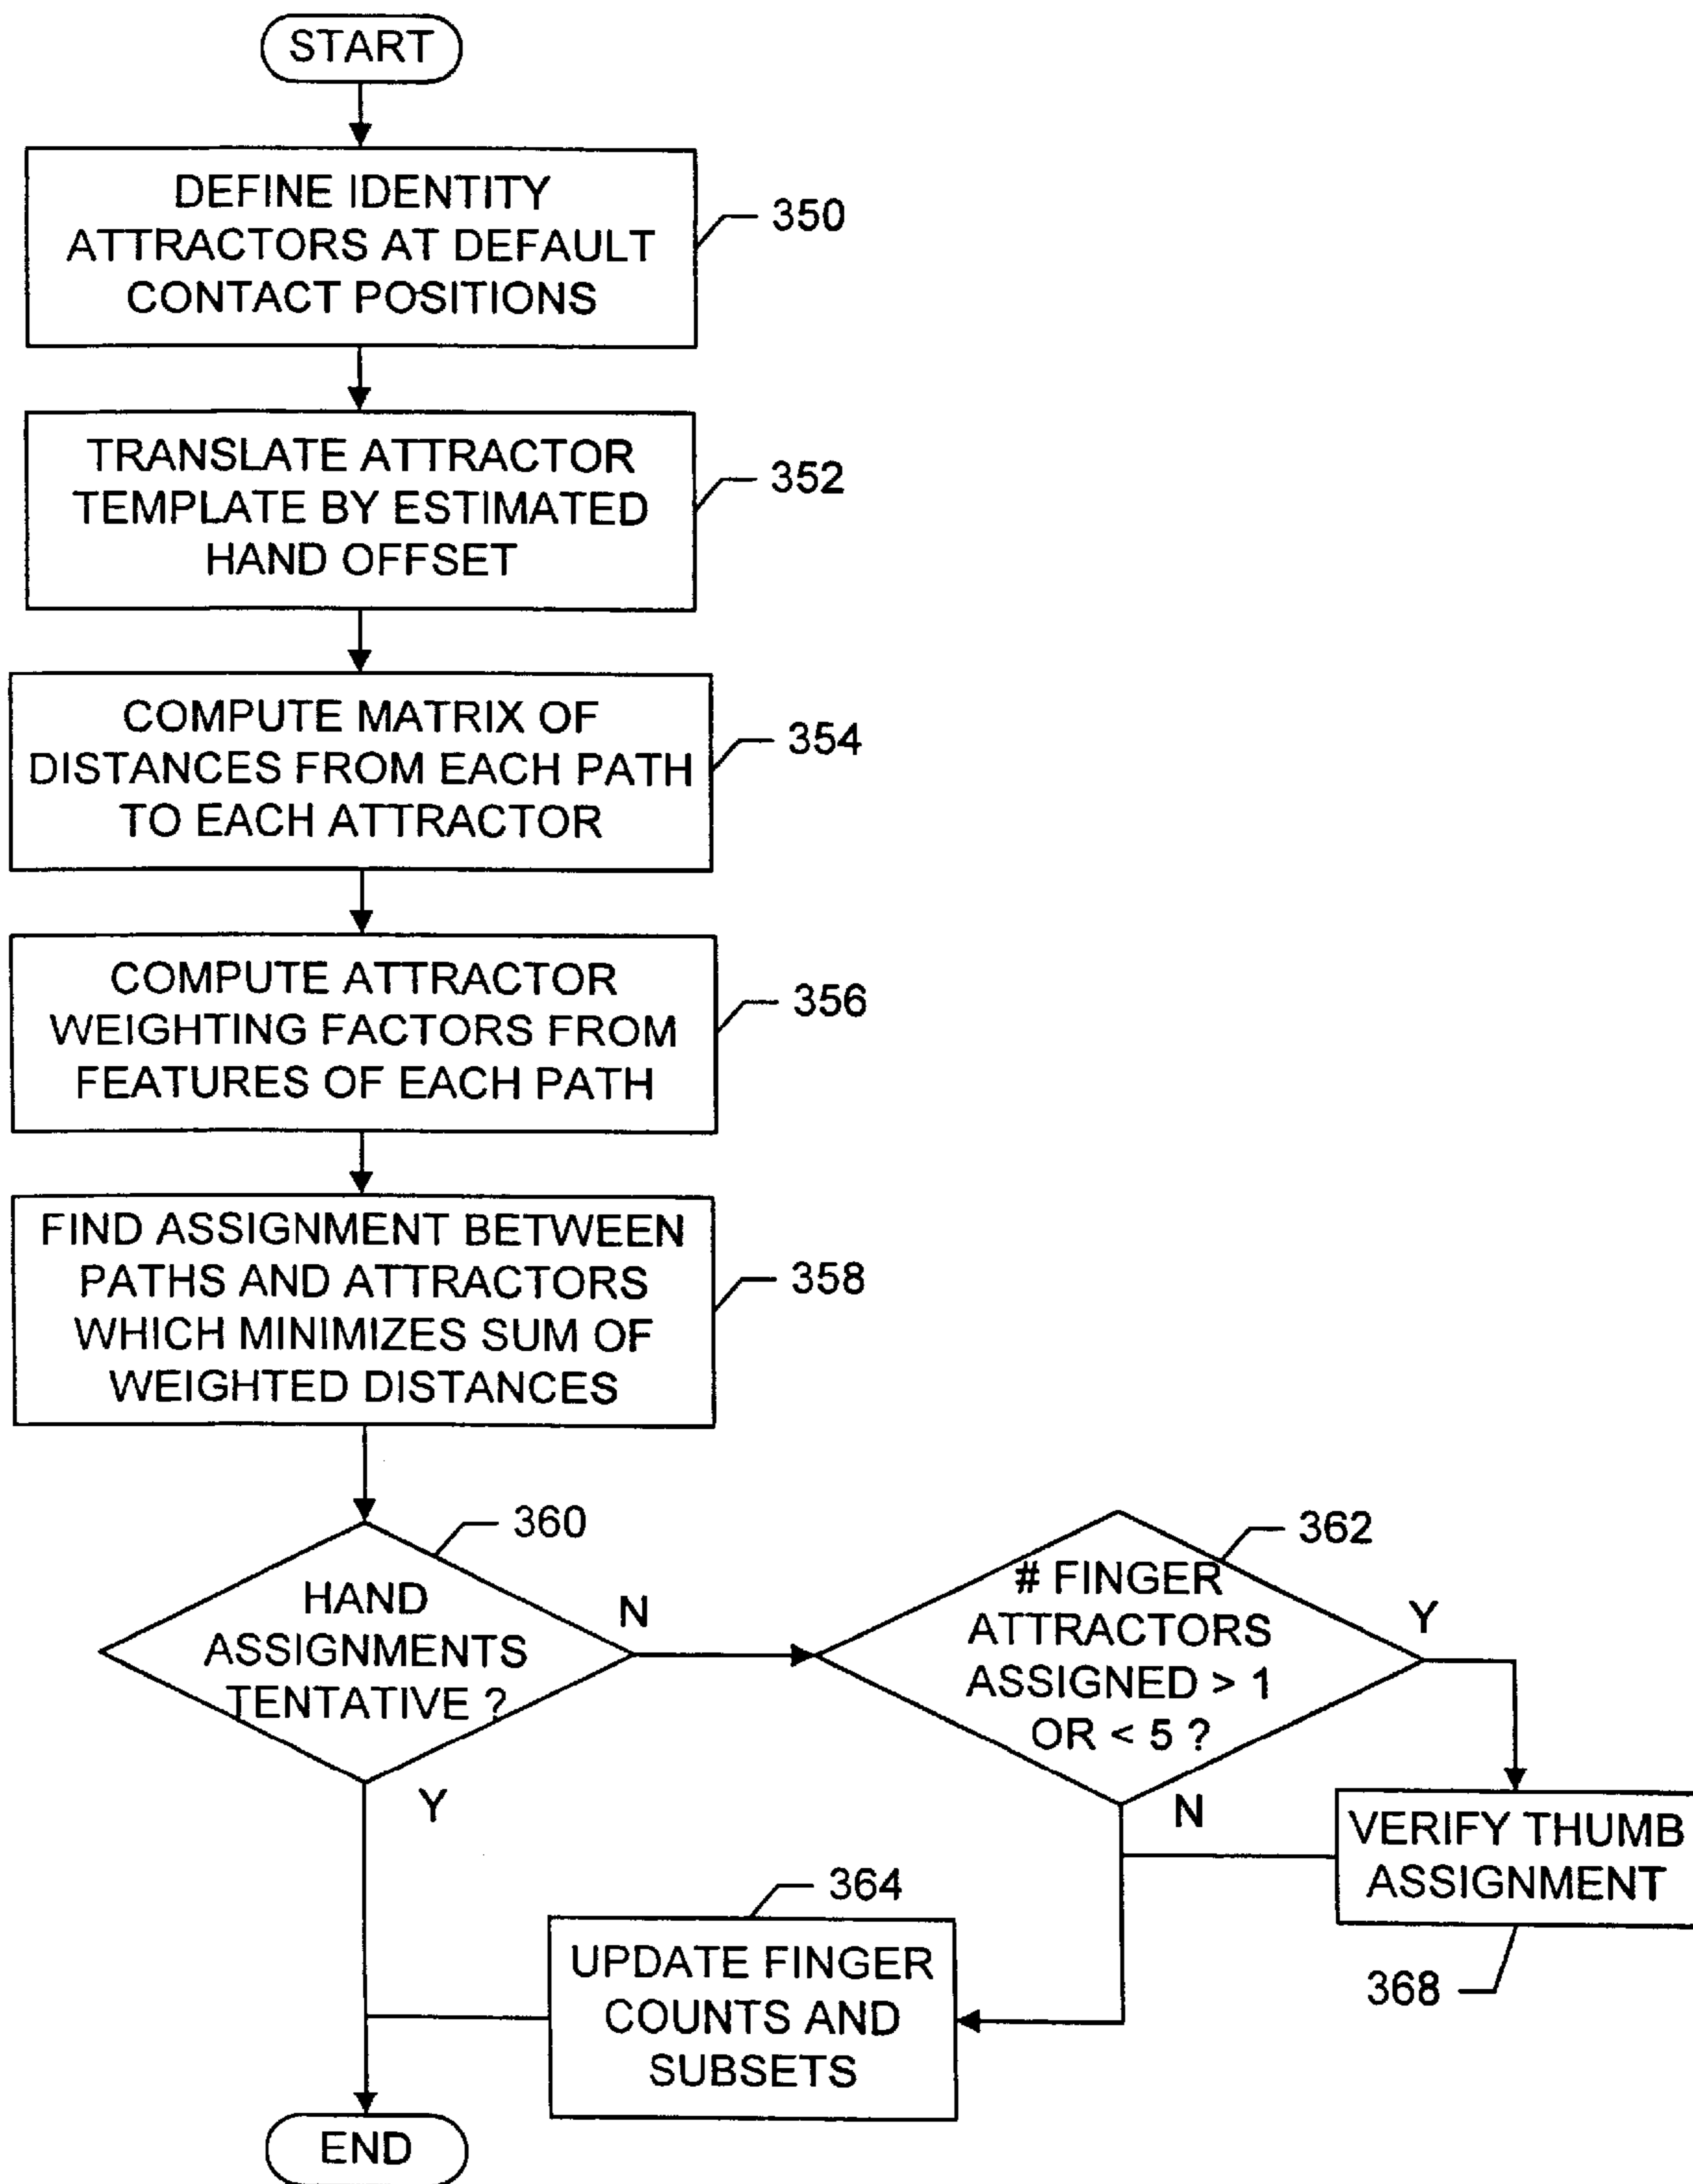 START
DEFINE IDENTITY
ATTRACTORS AT DEFAULT
CONTACT POSITIONS
350
TRANSLATE ATTRACTOR
TEMPLATE BY ESTIMATED
HAND OFFSET
352
COMPUTE MATRIX OF
DISTANCES FROM EACH PATH
TO EACH ATTRACTOR
354
COMPUTE ATTRACTOR
WEIGHTING FACTORS FROM
FEATURES OF EACH PATH
356
FIND ASSIGNMENT BETWEEN
PATHS AND ATTRACTORS
WHICH MINIMIZES SUM OF
WEIGHTED DISTANCES
358
360
HAND
ASSIGNMENTS
TENTATIVE ?
N
Y
362
# FINGER
ATTRACTORS
ASSIGNED > 1
OR < 5 ?
Y
N
VERIFY THUMB
ASSIGNMENT
368
364
UPDATE FINGER
COUNTS AND
SUBSETS
END